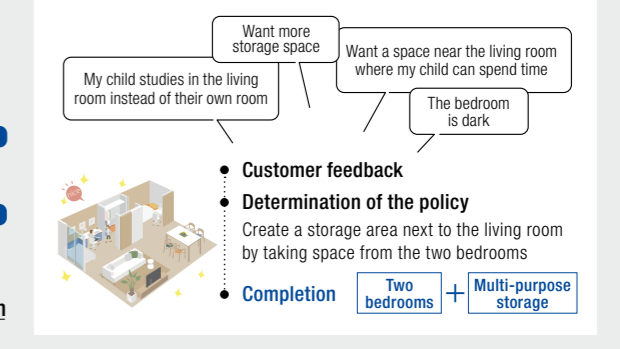 Want more
storage space
Want a space near the living room
where my child can spend time
My child studies in the living
room instead of their own room
The bedroom
is dark
Customer feedback
Determination of the policy
Create a storage area next to the living room
by taking space from the two bedrooms
Completion
Two
bedrooms
+
Multi-purpose
storage